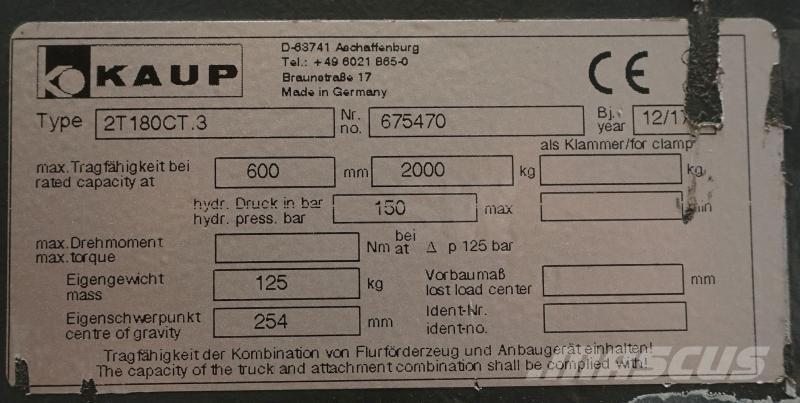 KAUP
D-63741 Aschaffenburg
Tel.: +49 6021 865-0
Braunstraße 17
Made in Germany
CE
Type 2T180CT.3 Nr. no. 675470 Bj. year 12/17
als Klammer/for clamp
max.Tragfähigkeit bei rated capacity at 600 mm 2000 kg kg
hydr. Druck in bar hydr. press. bar 150 max
max.Drehmoment max.torque Nm bei at Δ p 125 bar
Eigengewicht mass 125 kg Vorbaumaß lost load center mm
Eigenschwerpunkt centre of gravity 254 mm Ident-Nr. ident-no.
Tragfähigkeit der Kombination von Flurförderzeug und Anbaugerät einhalten!
The capacity of the truck and attachment combination shall be complied with!
MASCUS